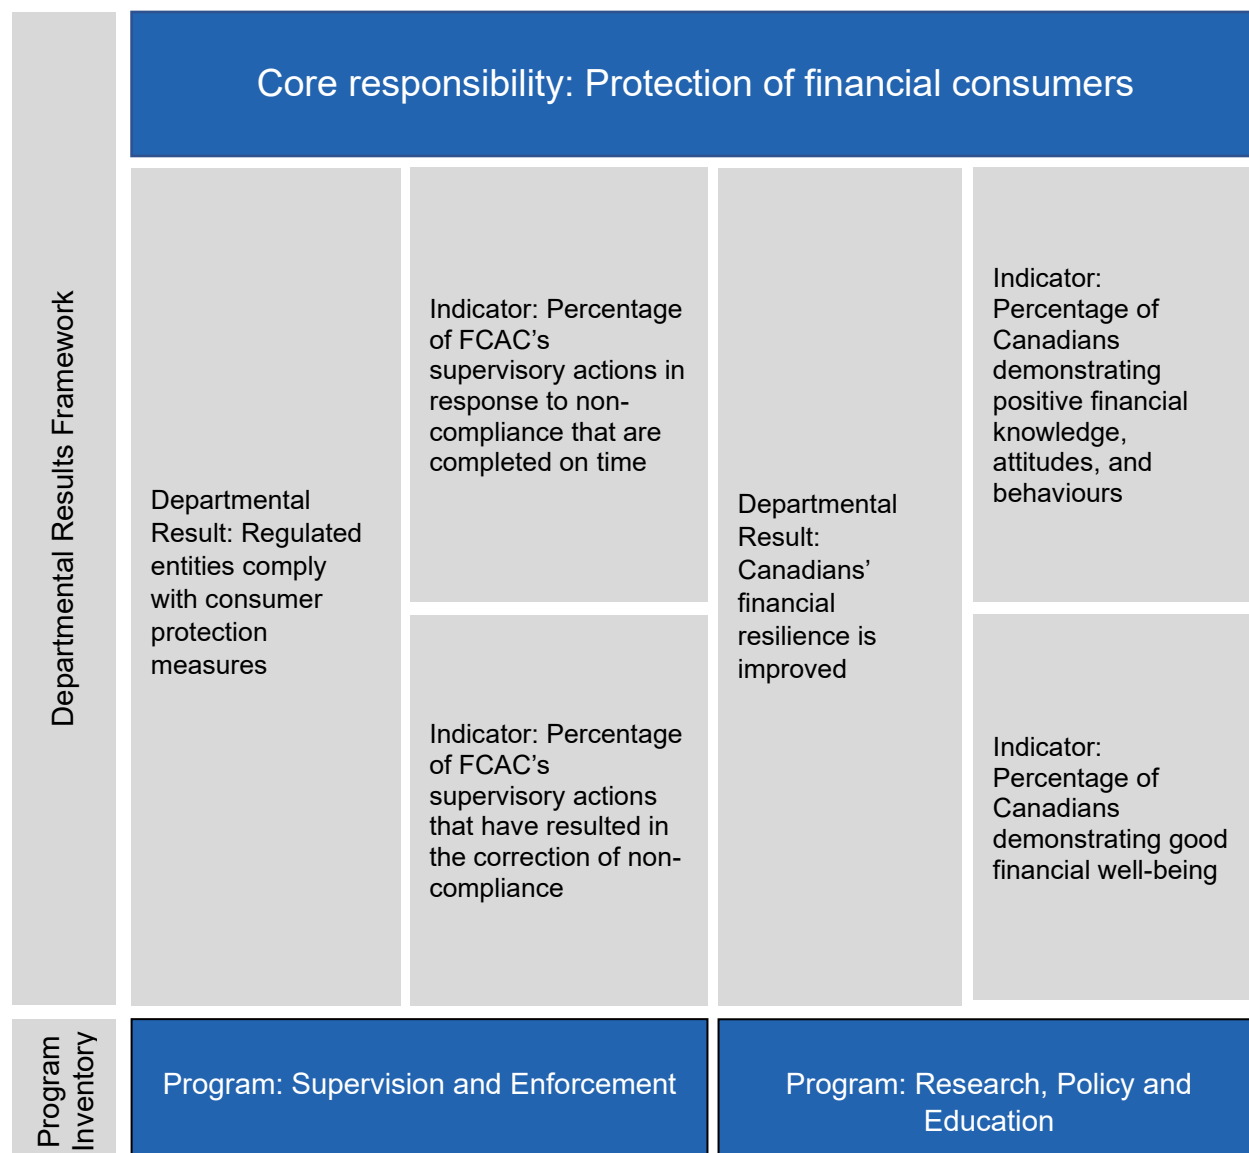 Core responsibility: Protection of financial consumers
Departmental Results Framework
Departmental
Result: Regulated
entities comply
with consumer
protection
measures
Indicator: Percentage
of FCAC’s
supervisory actions in
response to non-
compliance that are
completed on time
Indicator: Percentage
of FCAC’s
supervisory actions
that have resulted in
the correction of non-
compliance
Departmental
Result:
Canadians’
financial
resilience is
improved
Indicator:
Percentage of
Canadians
demonstrating
positive financial
knowledge,
attitudes, and
behaviours
Indicator:
Percentage of
Canadians
demonstrating good
financial well-being
Program
Inventory
Program: Supervision and Enforcement
Program: Research, Policy and
Education